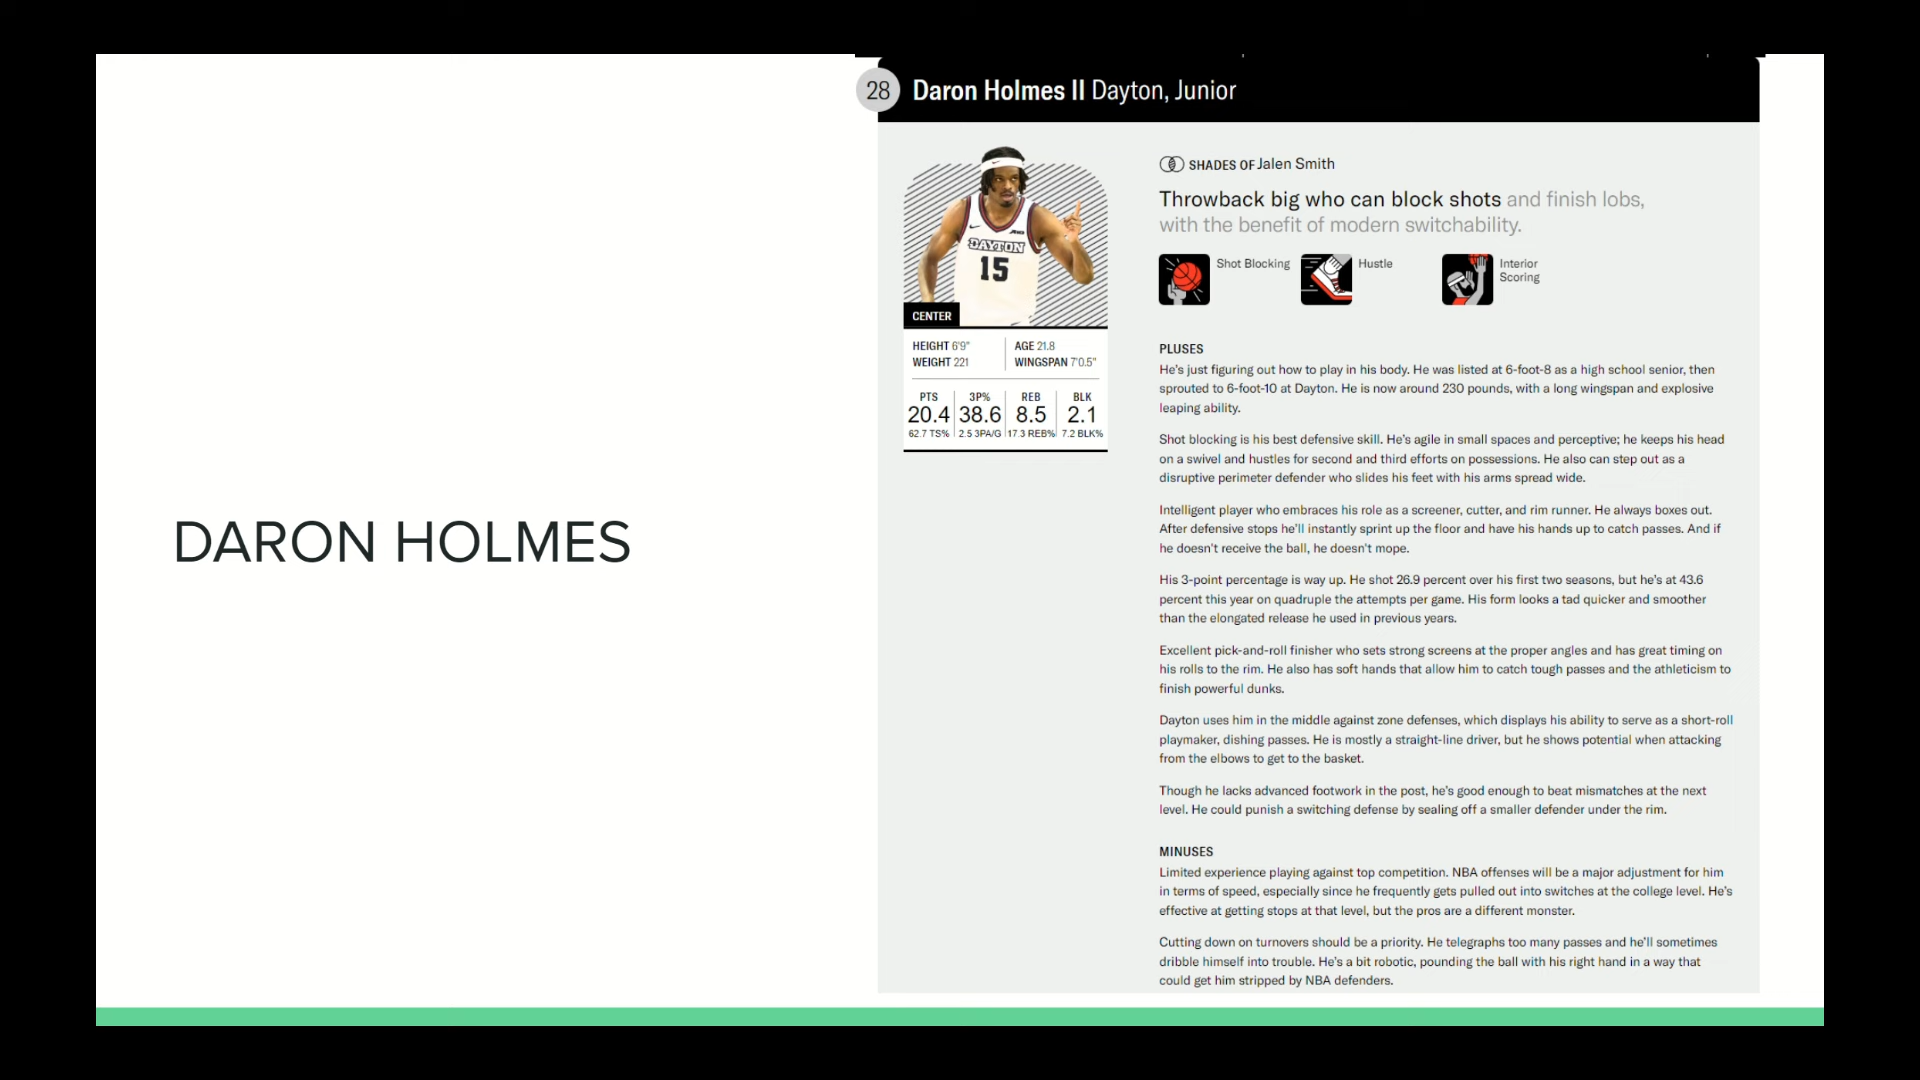 DARON HOLMES
28
Daron Holmes II Dayton, Junior
DAYTON
15
CENTER
HEIGHT 6'9"
AGE 21.8
WEIGHT 221
WINGSPAN 7'0.5"
PTS 3P% REB BLK
20.4 38.6 8.5 2.1
62.7 TS% 2.5 3PA/G 17.3 REB% 7.2 BLK%
SHADES OF Jalen Smith
Throwback big who can block shots and finish lobs,
with the benefit of modern switchability.
Shot Blocking
Hustle
Interior
Scoring
PLUSES
He's just figuring out how to play in his body. He was listed at 6-foot-8 as a high school senior, then
sprouted to 6-foot-10 at Dayton. He is now around 230 pounds, with a long wingspan and explosive
leaping ability.
Shot blocking is his best defensive skill. He's agile in small spaces and perceptive; he keeps his head
on a swivel and hustles for second and third efforts on possessions. He also can step out as a
disruptive perimeter defender who slides his feet with his arms spread wide.
Intelligent player who embraces his role as a screener, cutter, and rim runner. He always boxes out.
After defensive stops he'll instantly sprint up the floor and have his hands up to catch passes. And if
he doesn't receive the ball, he doesn't mope.
His 3-point percentage is way up. He shot 26.9 percent over his first two seasons, but he's at 43.6
percent this year on quadruple the attempts per game. His form looks a tad quicker and smoother
than the elongated release he used in previous years.
Excellent pick-and-roll finisher who sets strong screens at the proper angles and has great timing on
his rolls to the rim. He also has soft hands that allow him to catch tough passes and the athleticism to
finish powerful dunks.
Dayton uses him in the middle against zone defenses, which displays his ability to serve as a short-roll
playmaker, dishing passes. He is mostly a straight-line driver, but he shows potential when attacking
from the elbows to get to the basket.
Though he lacks advanced footwork in the post, he's good enough to beat mismatches at the next
level. He could punish a switching defense by sealing off a smaller defender under the rim.
MINUSES
Limited experience playing against top competition. NBA offenses will be a major adjustment for him
in terms of speed, especially since he frequently gets pulled out into switches at the college level. He's
effective at getting stops at that level, but the pros are a different monster.
Cutting down on turnovers should be a priority. He telegraphs too many passes and he'll sometimes
dribble himself into trouble. He's a bit robotic, pounding the ball with his right hand in a way that
could get him stripped by NBA defenders.